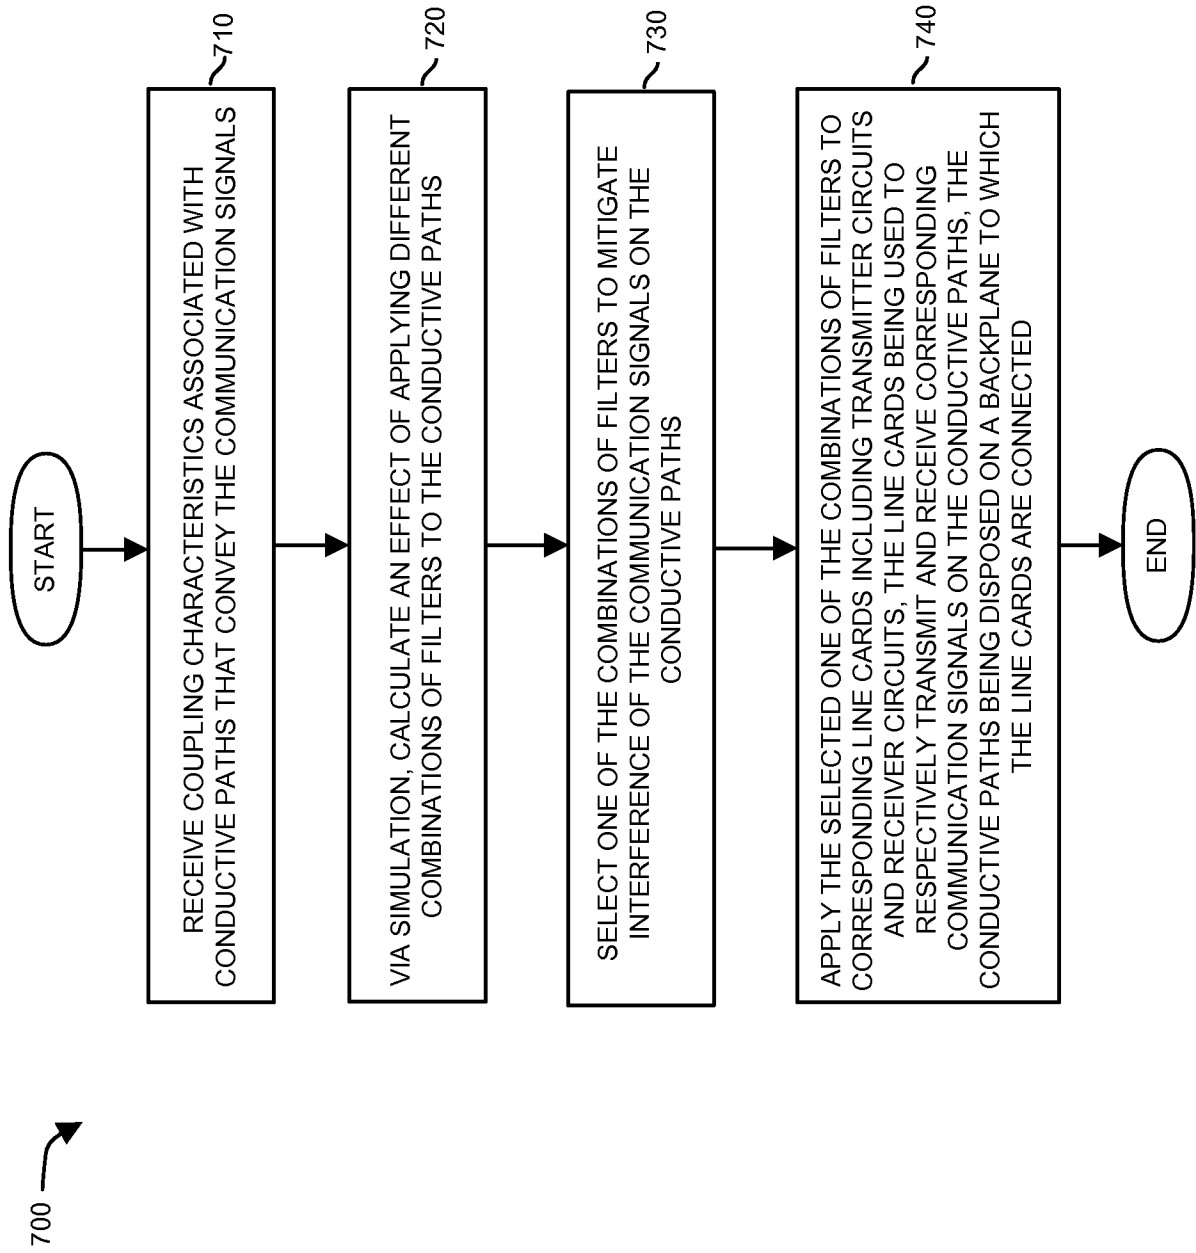 700
START
710
RECEIVE COUPLING CHARACTERISTICS ASSOCIATED WITH
CONDUCTIVE PATHS THAT CONVEY THE COMMUNICATION SIGNALS
720
VIA SIMULATION, CALCULATE AN EFFECT OF APPLYING DIFFERENT
COMBINATIONS OF FILTERS TO THE CONDUCTIVE PATHS
730
SELECT ONE OF THE COMBINATIONS OF FILTERS TO MITIGATE
INTERFERENCE OF THE COMMUNICATION SIGNALS ON THE
CONDUCTIVE PATHS
740
APPLY THE SELECTED ONE OF THE COMBINATIONS OF FILTERS TO
CORRESPONDING LINE CARDS INCLUDING TRANSMITTER CIRCUITS
AND RECEIVER CIRCUITS, THE LINE CARDS BEING USED TO
RESPECTIVELY TRANSMIT AND RECEIVE CORRESPONDING
COMMUNICATION SIGNALS ON THE CONDUCTIVE PATHS, THE
CONDUCTIVE PATHS BEING DISPOSED ON A BACKPLANE TO WHICH
THE LINE CARDS ARE CONNECTED
END